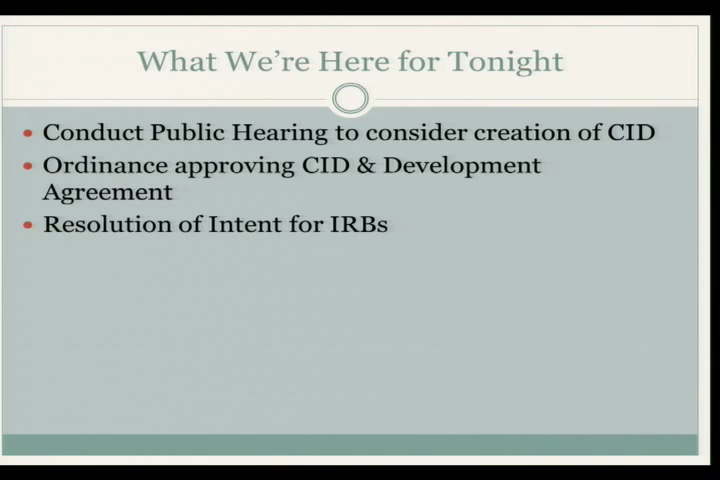 What We're Here for Tonight
• Conduct Public Hearing to consider creation of CID
• Ordinance approving CID & Development
Agreement
• Resolution of Intent for IRBs